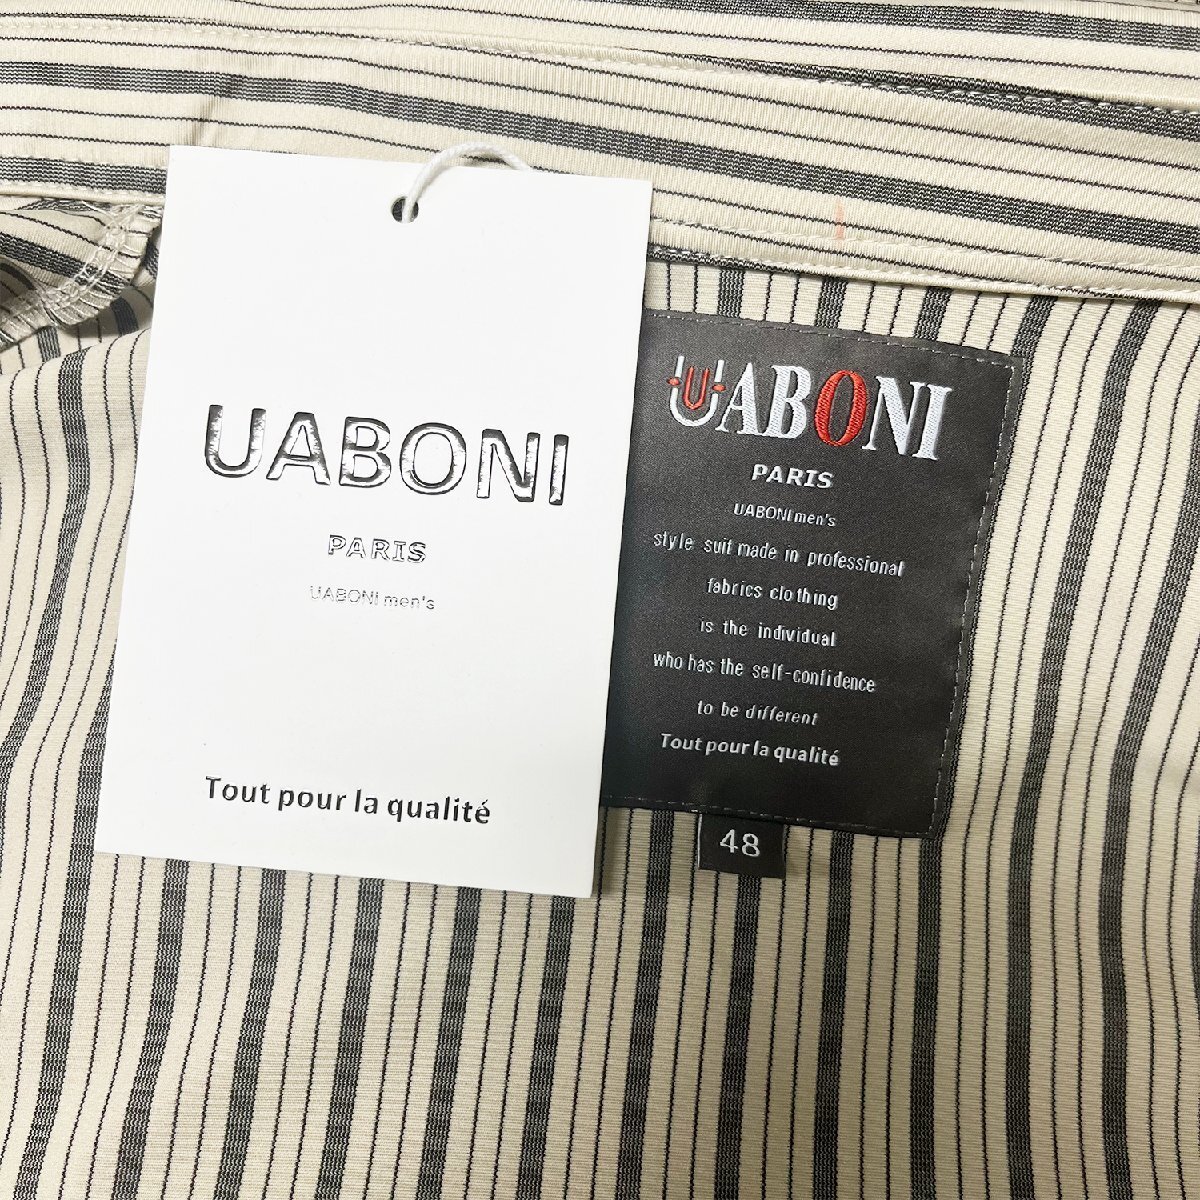 UABONI
PARIS
UABONI men's
Tout pour la qualité
UABONI
PARIS
UABONI men's
style suit made in professional
fabrics clothing
is the individual
who has the self-confidence
to be different
Tout pour la qualité
48